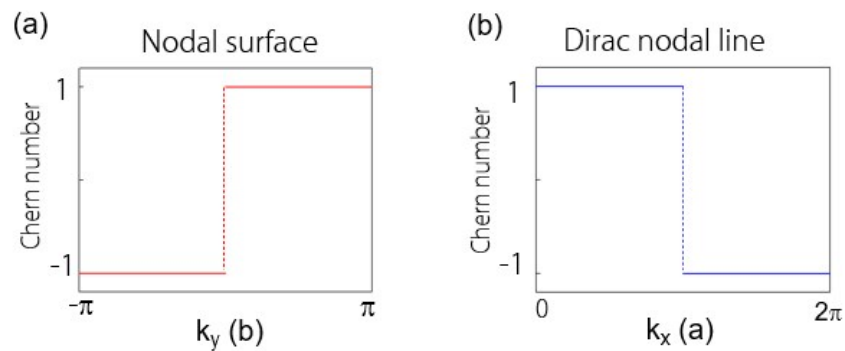 (a)
Nodal surface
Chern number
1
-1
-π
π
k_y (b)
(b)
Dirac nodal line
Chern number
1
-1
0
2π
k_x (a)